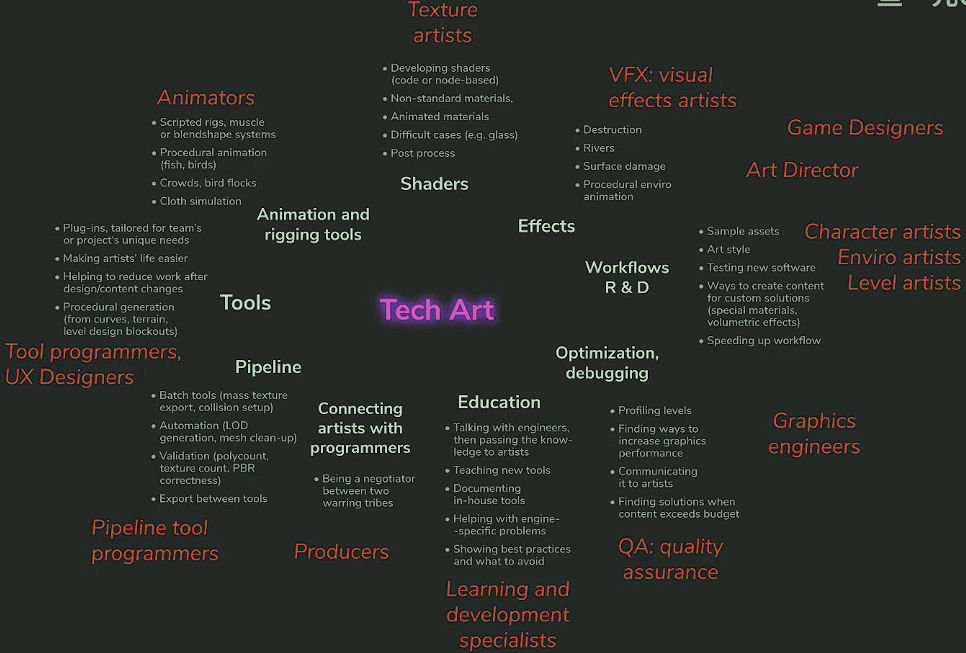 Texture
artists
• Developing shaders
(code or node-based)
• Non-standard materials,
• Animated materials
• Difficult cases (e.g. glass)
• Post process
Shaders
VFX: visual
effects artists
• Destruction
• Rivers
• Surface damage
• Procedural enviro
animation
Effects
Game Designers
Art Director
Animators
• Scripted rigs, muscle
or blendshape systems
• Procedural animation
(fish, birds)
• Crowds, bird flocks
• Cloth simulation
Animation and
rigging tools
• Plug-ins, tailored for team's
or project's unique needs
• Making artists' life easier
• Helping to reduce work after
design/content changes
• Procedural generation
(from curves, terrain,
level design blockouts)
Tools
Tool programmers,
UX Designers
Tech Art
Workflows
R & D
• Sample assets
• Art style
• Testing new software
• Ways to create content
for custom solutions
(special materials,
volumetric effects)
• Speeding up workflow
Character artists
Enviro artists
Level artists
Pipeline
• Batch tools (mass texture
export, collision setup)
• Automation (LOD
generation, mesh clean-up)
• Validation (polycount,
texture count, PBR
correctness)
• Export between tools
Pipeline tool
programmers
Connecting
artists with
programmers
• Being a negotiator
between two
warring tribes
Producers
Education
• Talking with engineers,
then passing the know-
ledge to artists
• Teaching new tools
• Documenting
in-house tools
• Helping with engine-
-specific problems
• Showing best practices
and what to avoid
Learning and
development
specialists
Optimization,
debugging
• Profiling levels
• Finding ways to
increase graphics
performance
• Communicating
it to artists
• Finding solutions when
content exceeds budget
Graphics
engineers
QA: quality
assurance